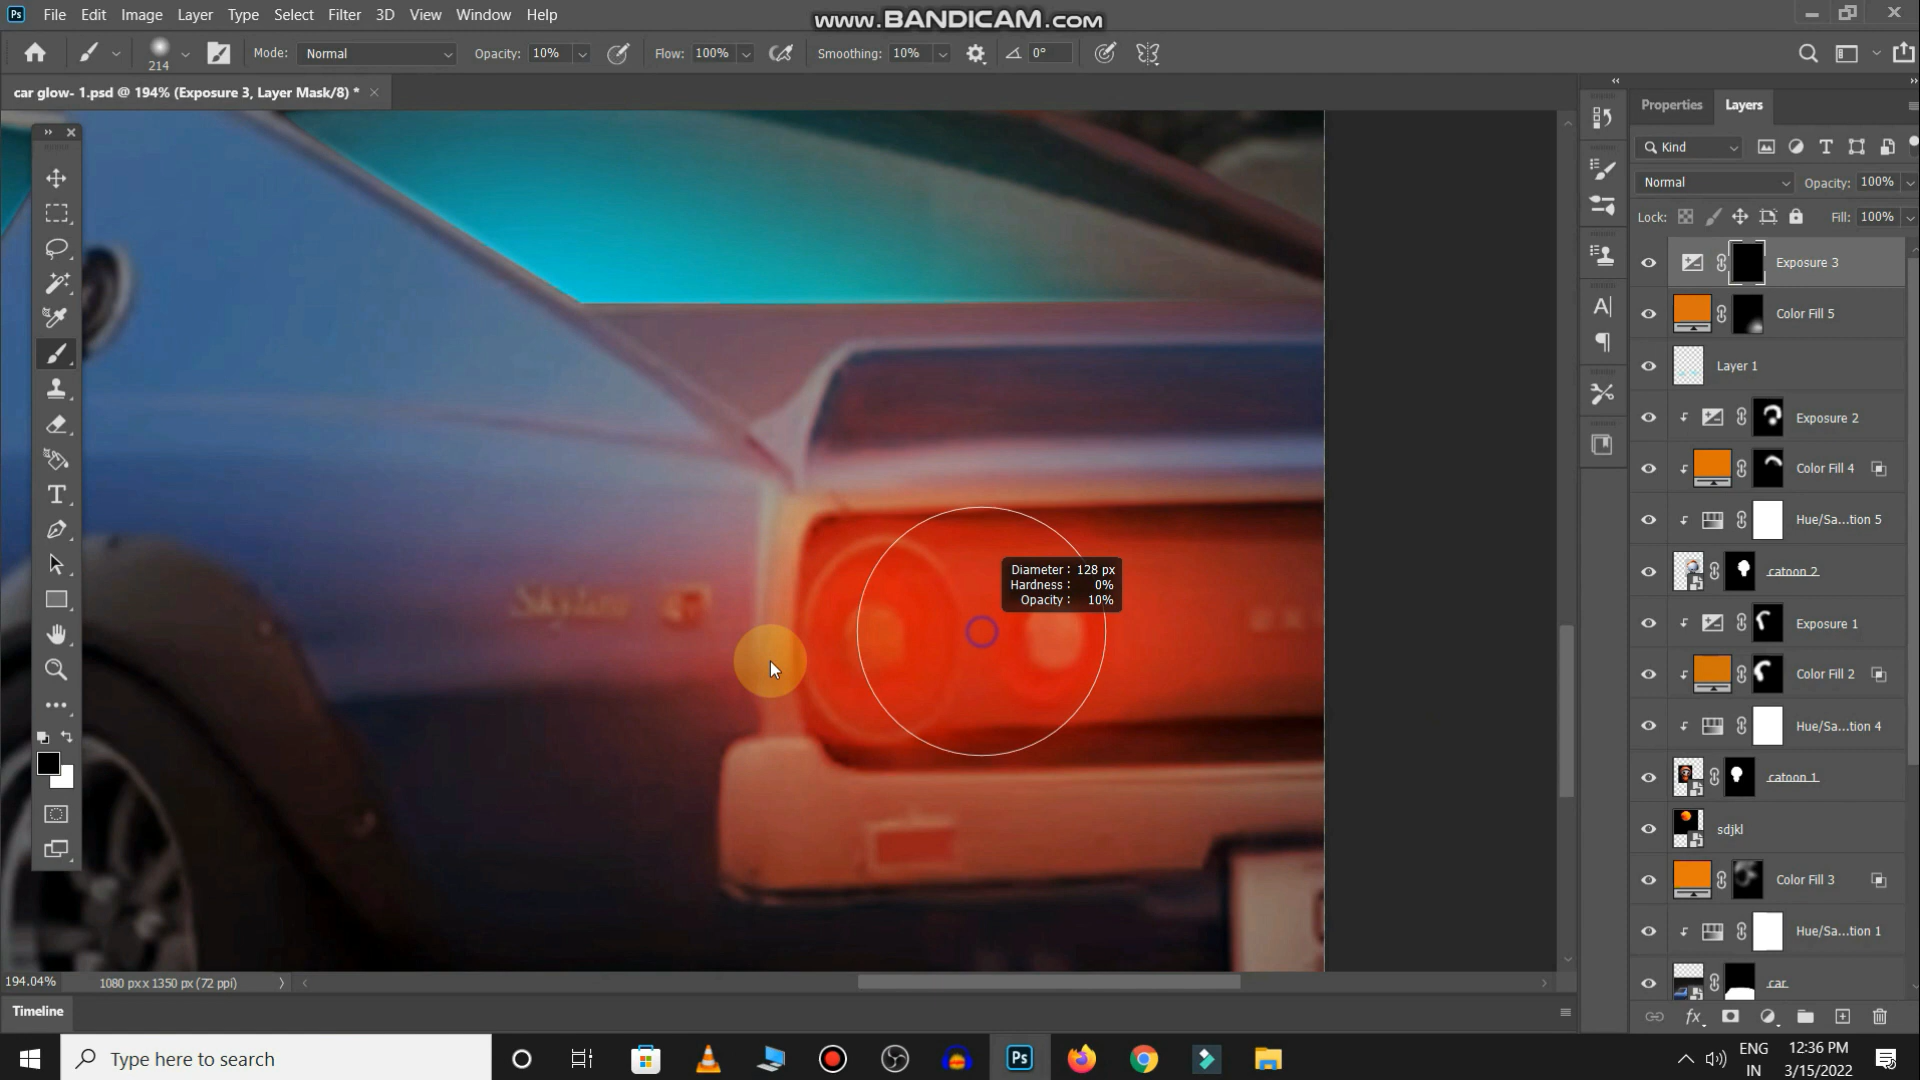 File Edit Image Layer Type Select Filter 3D View Window Help
www.BANDICAM.com
214 Mode: Normal Opacity: 10% Flow: 100% Smoothing: 10% 0°
car glow- 1.psd @ 194% (Exposure 3, Layer Mask/8) *
Properties Layers
Kind
Normal Opacity: 100%
Lock: Fill: 100%
Exposure 3
Color Fill 5
Layer 1
Exposure 2
Color Fill 4
Hue/Sa...tion 5
catoon 2
Exposure 1
Color Fill 2
Hue/Sa...tion 4
catoon 1
sdjkl
Color Fill 3
Hue/Sa...tion 1
car
Diameter: 128 px
Hardness: 0%
Opacity: 10%
Skyline
194.04% 1080 px x 1350 px (72 ppi)
Timeline
Type here to search
Ps
ENG
IN
12:36 PM
3/15/2022